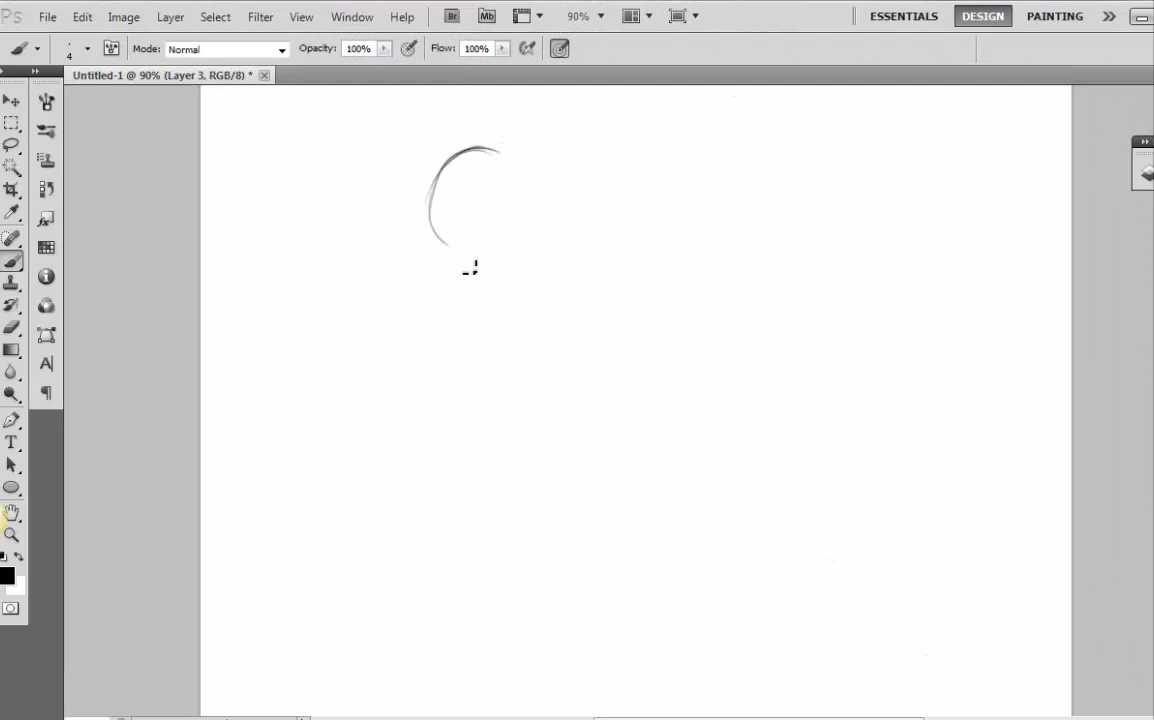 Ps File Edit Image Layer Select Filter View Window Help Br Mb 90% ESSENTIALS DESIGN PAINTING
4 Mode: Normal Opacity: 100% Flow: 100%
Untitled-1 @ 90% (Layer 3, RGB/8) *